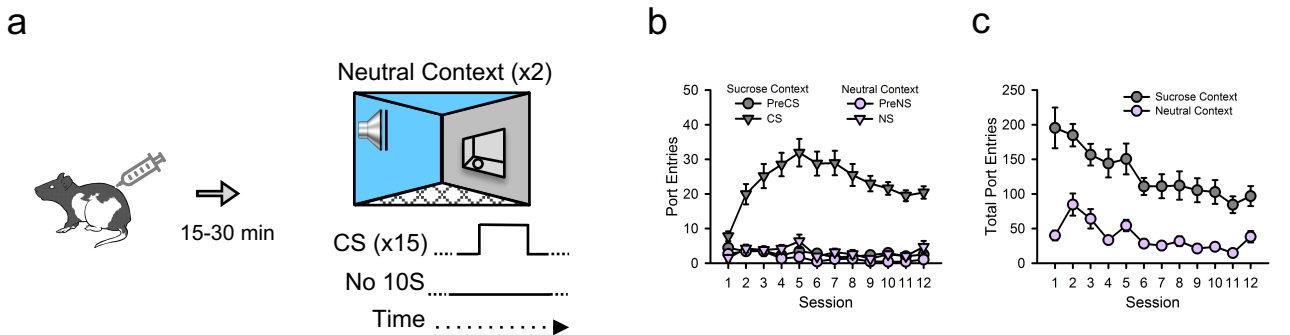 a
Neutral Context (x2)
15-30 min
CS (x15)
No 10S
Time
b
Sucrose Context
Neutral Context
PreCS
PreNS
CS
NS
Port Entries
50
40
30
20
10
0
1 2 3 4 5 6 7 8 9 10 11 12
Session
c
Sucrose Context
Neutral Context
Total Port Entries
250
200
150
100
50
0
1 2 3 4 5 6 7 8 9 10 11 12
Session